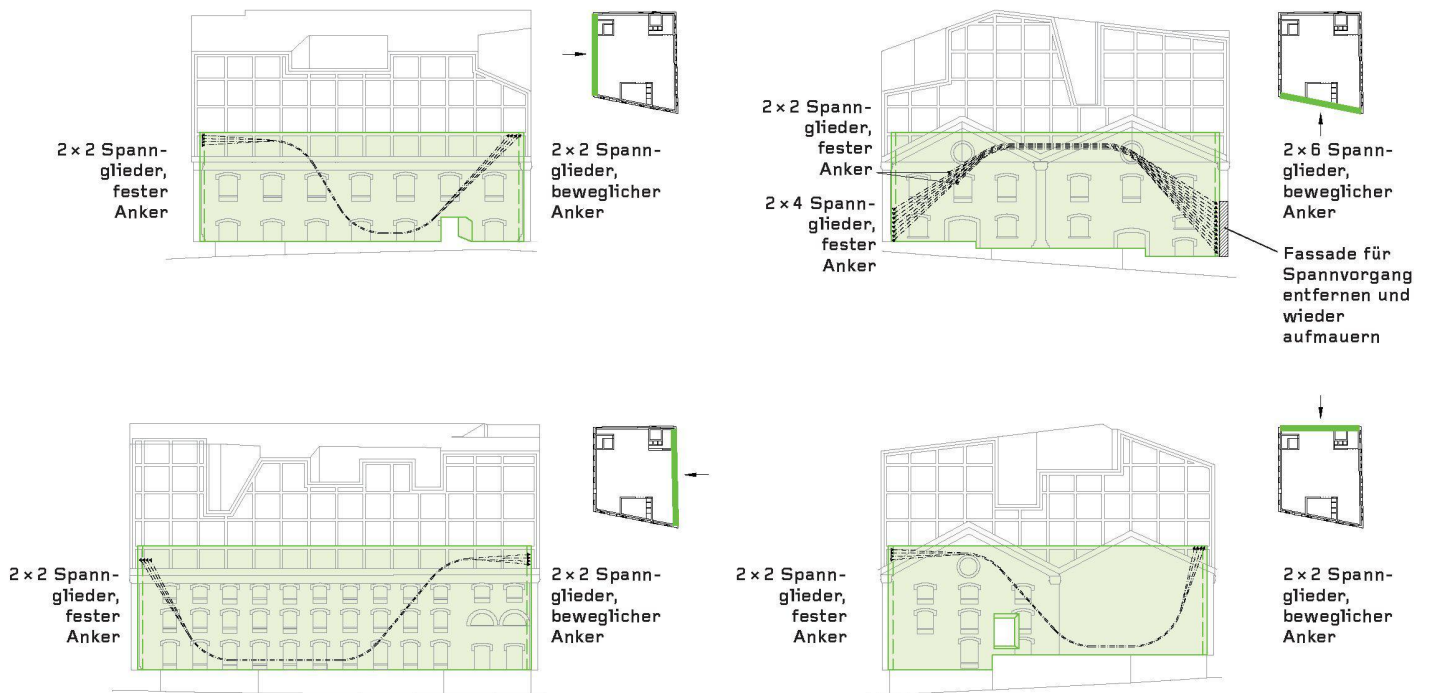 2 × 2 Spann-
glieder,
fester
Anker
2 × 2 Spann-
glieder,
beweglicher
Anker
2 × 2 Spann-
glieder,
fester
Anker
2 × 4 Spann-
glieder,
fester
Anker
2 × 6 Spann-
glieder,
beweglicher
Anker
Fassade für
Spannvorgang
entfernen und
wieder
aufmauern
2 × 2 Spann-
glieder,
fester
Anker
2 × 2 Spann-
glieder,
beweglicher
Anker
2 × 2 Spann-
glieder,
fester
Anker
2 × 2 Spann-
glieder,
beweglicher
Anker